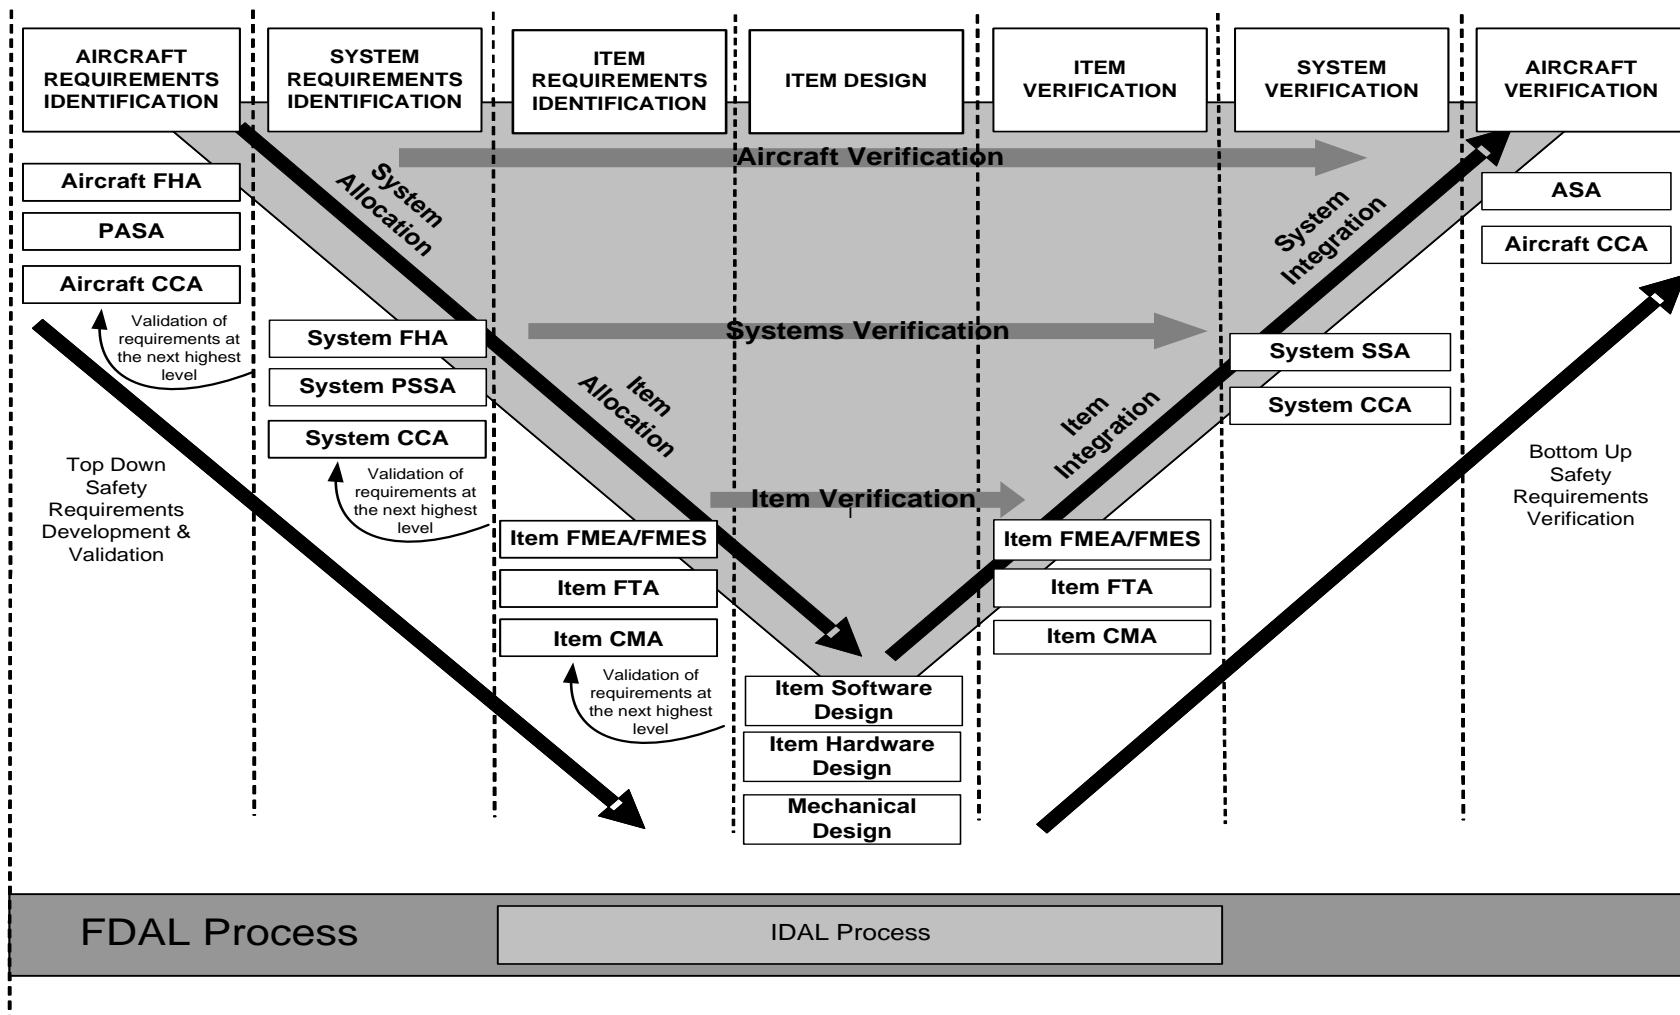 AIRCRAFT
REQUIREMENTS
IDENTIFICATION
SYSTEM
REQUIREMENTS
IDENTIFICATION
ITEM
REQUIREMENTS
IDENTIFICATION
ITEM DESIGN
ITEM
VERIFICATION
SYSTEM
VERIFICATION
AIRCRAFT
VERIFICATION
Aircraft Verification
System
Allocation
System
Integration
Aircraft FHA
PASA
Aircraft CCA
Validation of
requirements at
the next highest
level
ASA
Aircraft CCA
System FHA
System PSSA
System CCA
Validation of
requirements at
the next highest
level
Systems Verification
Item
Allocation
Item
Integration
System SSA
System CCA
Top Down
Safety
Requirements
Development &
Validation
Item Verification
Bottom Up
Safety
Requirements
Verification
Item FMEA/FMES
Item FTA
Item CMA
Validation of
requirements at
the next highest
level
Item FMEA/FMES
Item FTA
Item CMA
Item Software
Design
Item Hardware
Design
Mechanical
Design
FDAL Process
IDAL Process